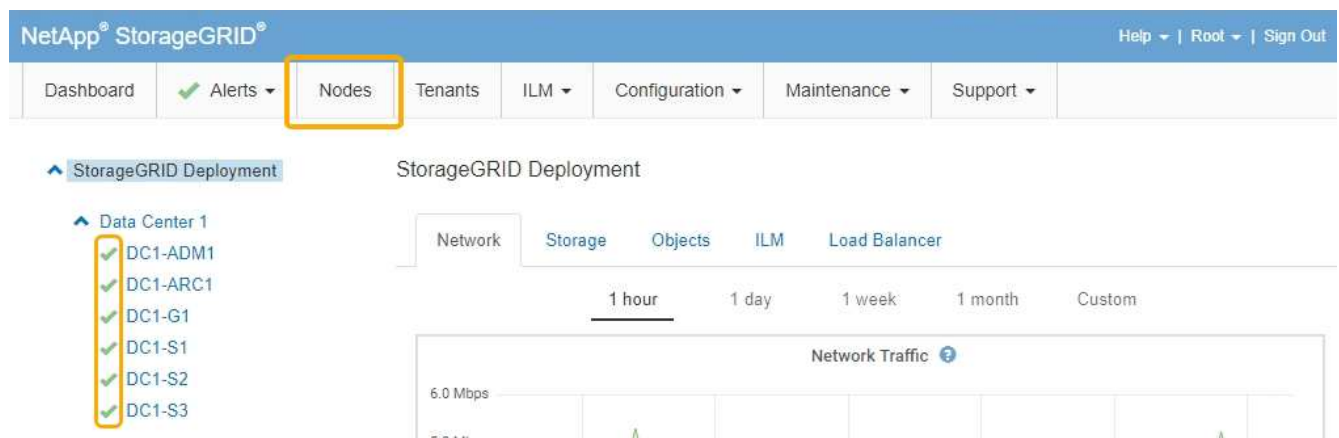 NetApp® StorageGRID®
Help | Root | Sign Out
Dashboard Alerts Nodes Tenants ILM Configuration Maintenance Support
StorageGRID Deployment
Data Center 1
DC1-ADM1
DC1-ARC1
DC1-G1
DC1-S1
DC1-S2
DC1-S3
StorageGRID Deployment
Network Storage Objects ILM Load Balancer
1 hour 1 day 1 week 1 month Custom
Network Traffic ?
6.0 Mbps